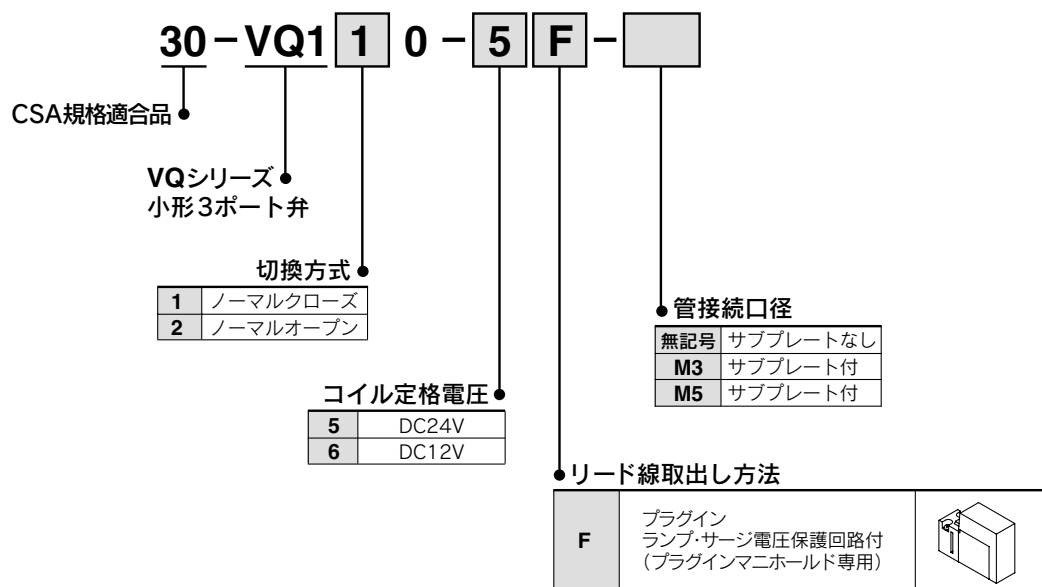 30-VQ1 1 0-5 F-
CSA規格適合品
VQシリーズ
小形3ポート弁
切換方式
1 ノーマルクローズ
2 ノーマルオープン
管接続口径
無記号 サブプレートなし
M3 サブプレート付
M5 サブプレート付
コイル定格電圧
5 DC24V
6 DC12V
リード線取出し方法
F
プラグイン
ランプ・サージ電圧保護回路付
(プラグインマニホールド専用)